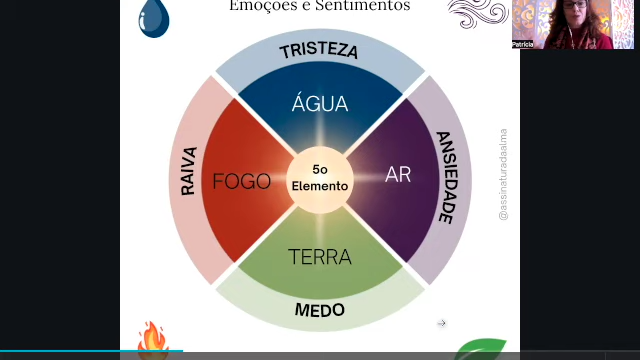 Emoções e Sentimentos
Patrícia
TRISTEZA
ÁGUA
RAIVA
FOGO
5o
Elemento
AR
ANSIEDADE
TERRA
MEDO
@assinaturadaalma